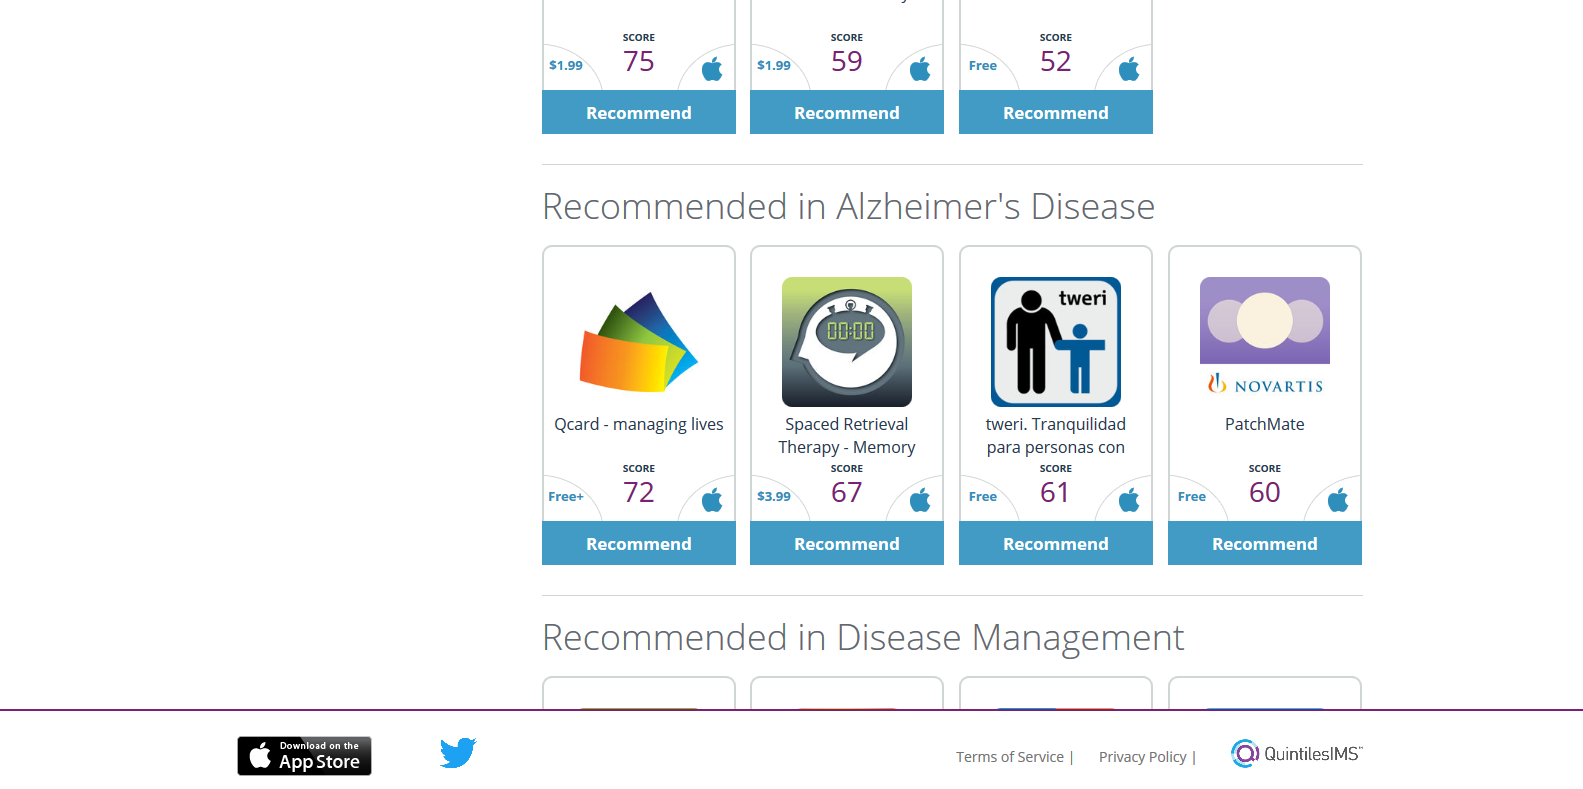 SCORE
$1.99
75
Recommend
SCORE
$1.99
59
Recommend
SCORE
Free
52
Recommend
Recommended in Alzheimer's Disease
Qcard - managing lives
SCORE
Free+
72
Recommend
00:00
Spaced Retrieval
Therapy - Memory
SCORE
$3.99
67
Recommend
tweri
tweri. Tranquilidad
para personas con
SCORE
Free
61
Recommend
NOVARTIS
PatchMate
SCORE
Free
60
Recommend
Recommended in Disease Management
Download on the
App Store
Terms of Service |
Privacy Policy |
QuintilesIMS™